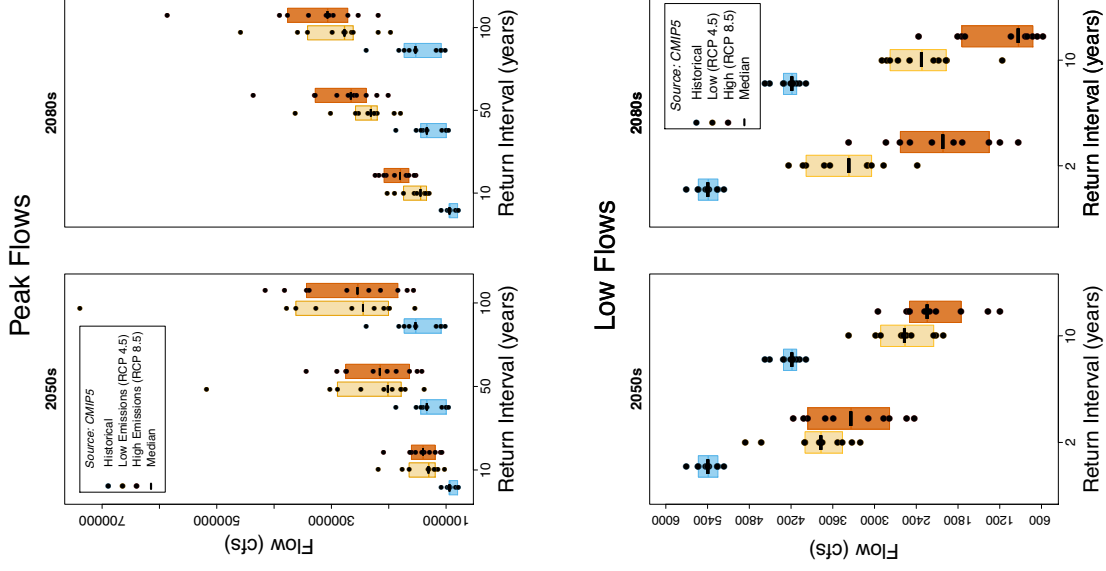 Peak Flows
2050s
2080s
Source: CMIP5
Historical
Low Emissions (RCP 4.5)
High Emissions (RCP 8.5)
Median
Flow (cfs)
700000
500000
300000
100000
10
50
100
Return Interval (years)
10
50
100
Return Interval (years)
Low Flows
2050s
2080s
Source: CMIP5
Historical
Low (RCP 4.5)
High (RCP 8.5)
Median
Flow (cfs)
6000
5400
4800
4200
3600
3000
2400
1800
1200
600
2
10
Return Interval (years)
2
10
Return Interval (years)